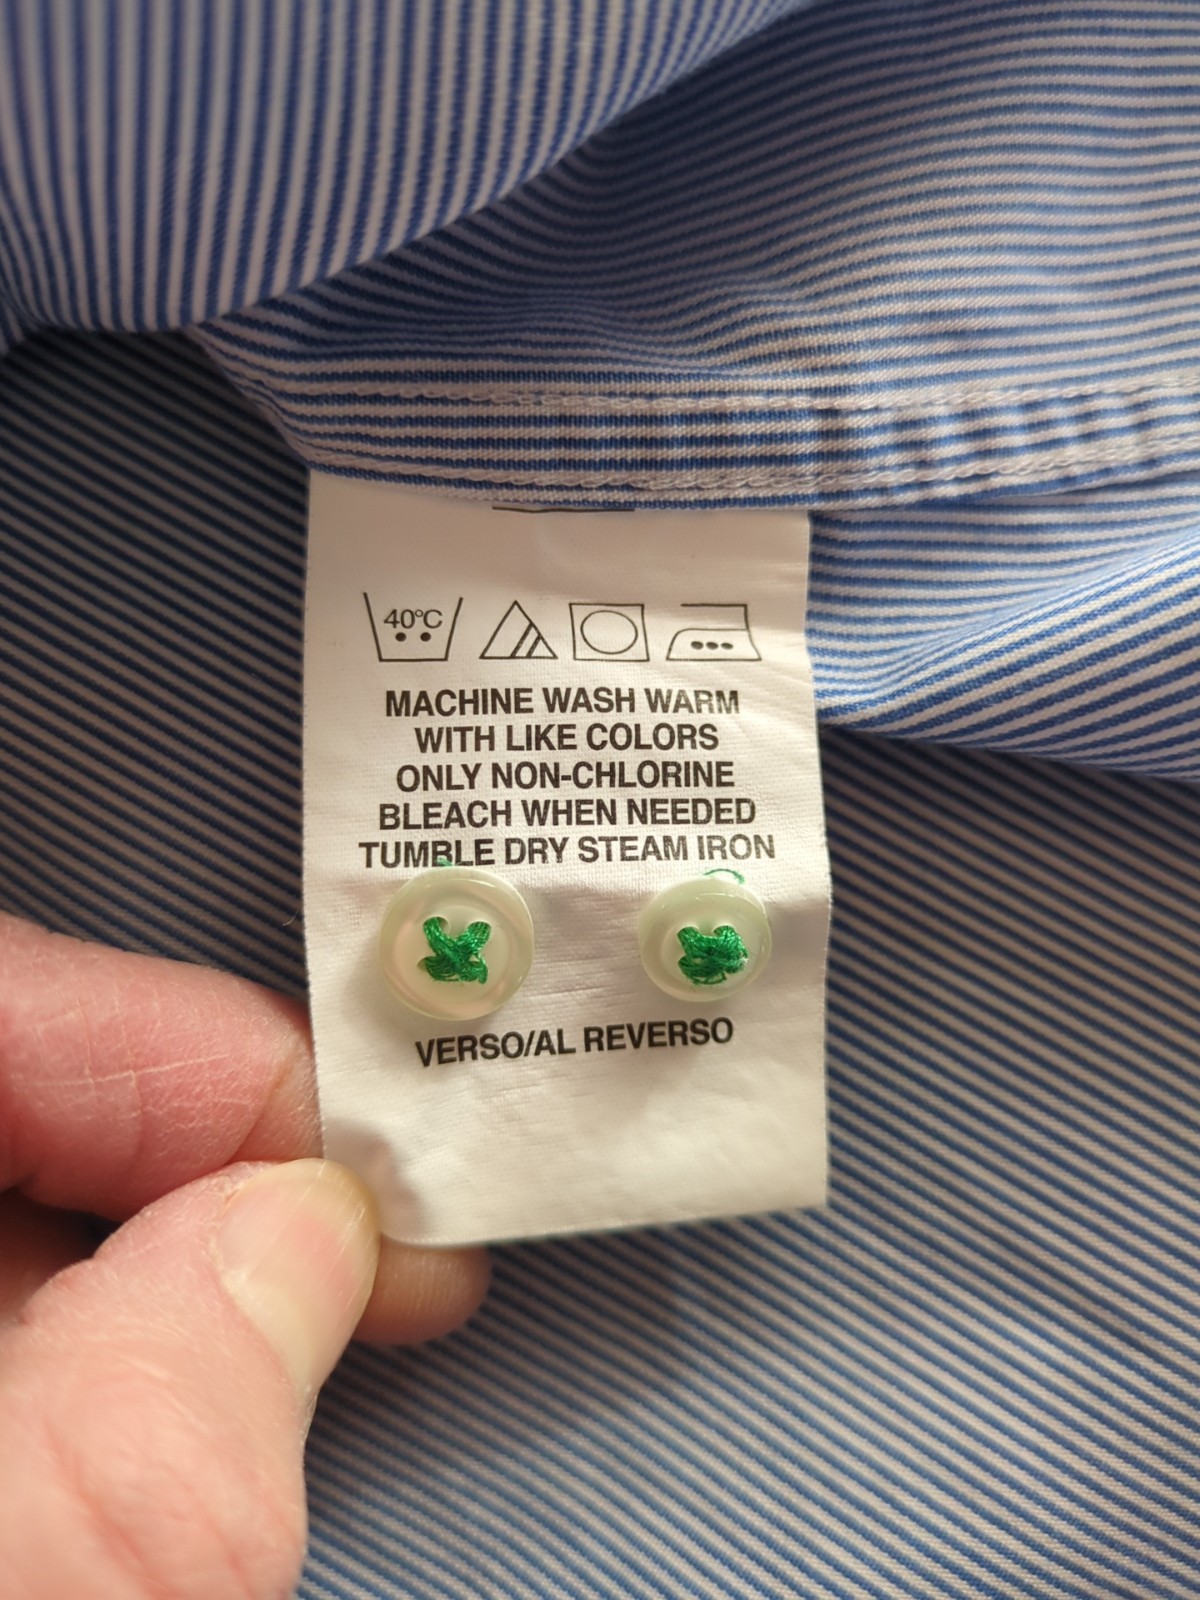 40°C
MACHINE WASH WARM
WITH LIKE COLORS
ONLY NON-CHLORINE
BLEACH WHEN NEEDED
TUMBLE DRY STEAM IRON
VERSO/AL REVERSO